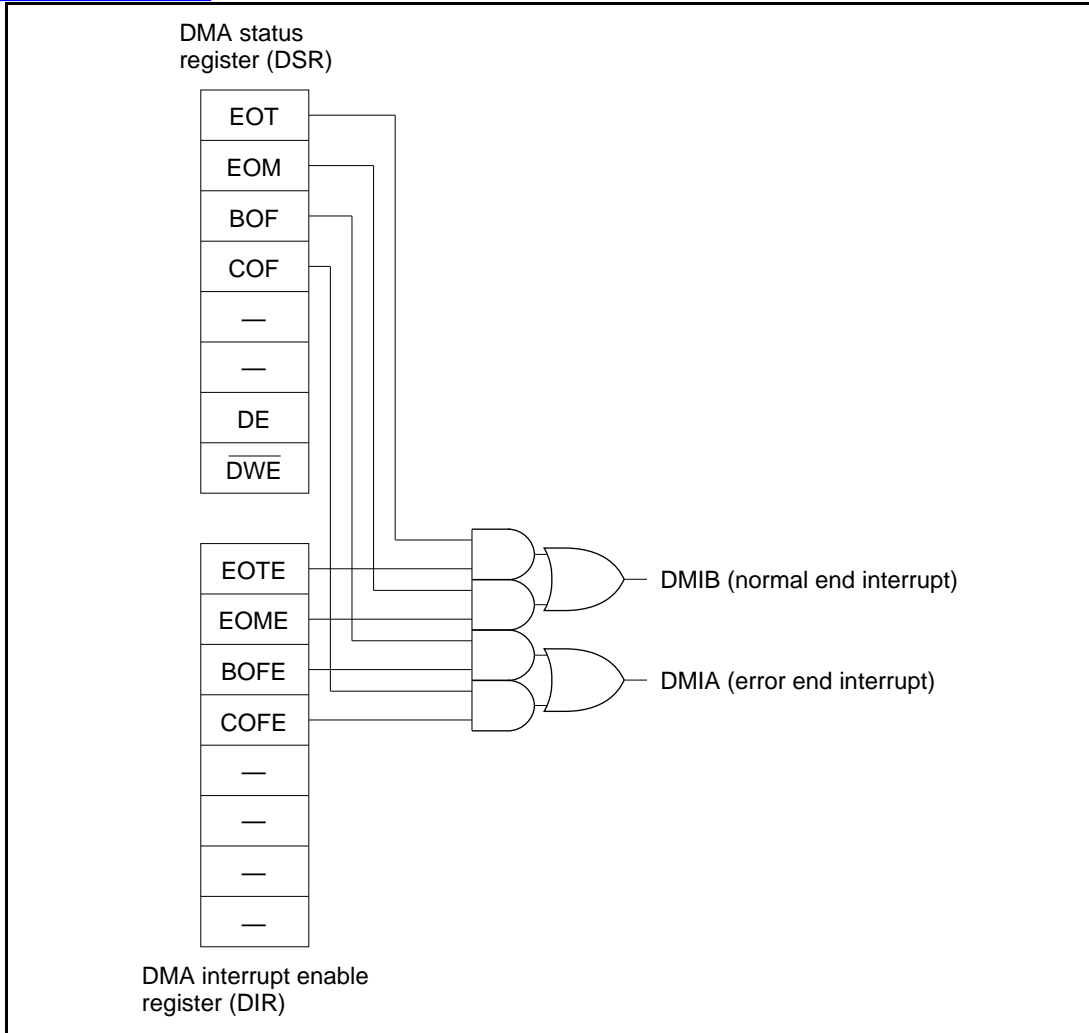 DMA status
register (DSR)
EOT
EOM
BOF
COF
—
—
DE
D̅W̅E̅
EOTE
EOME
BOFE
COFE
—
—
—
—
DMIB (normal end interrupt)
DMIA (error end interrupt)
DMA interrupt enable
register (DIR)